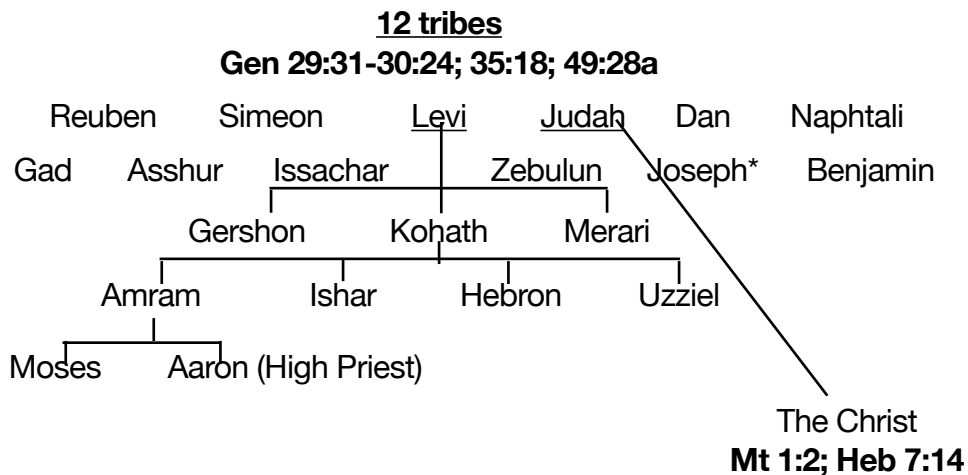 12 tribes
Gen 29:31-30:24; 35:18; 49:28a
Reuben Simeon Levi Judah Dan Naphtali
Gad Asshur Issachar Zebulun Joseph* Benjamin
Gershon Kohath Merari
Amram Ishar Hebron Uzziel
Moses Aaron (High Priest)
The Christ
Mt 1:2; Heb 7:14